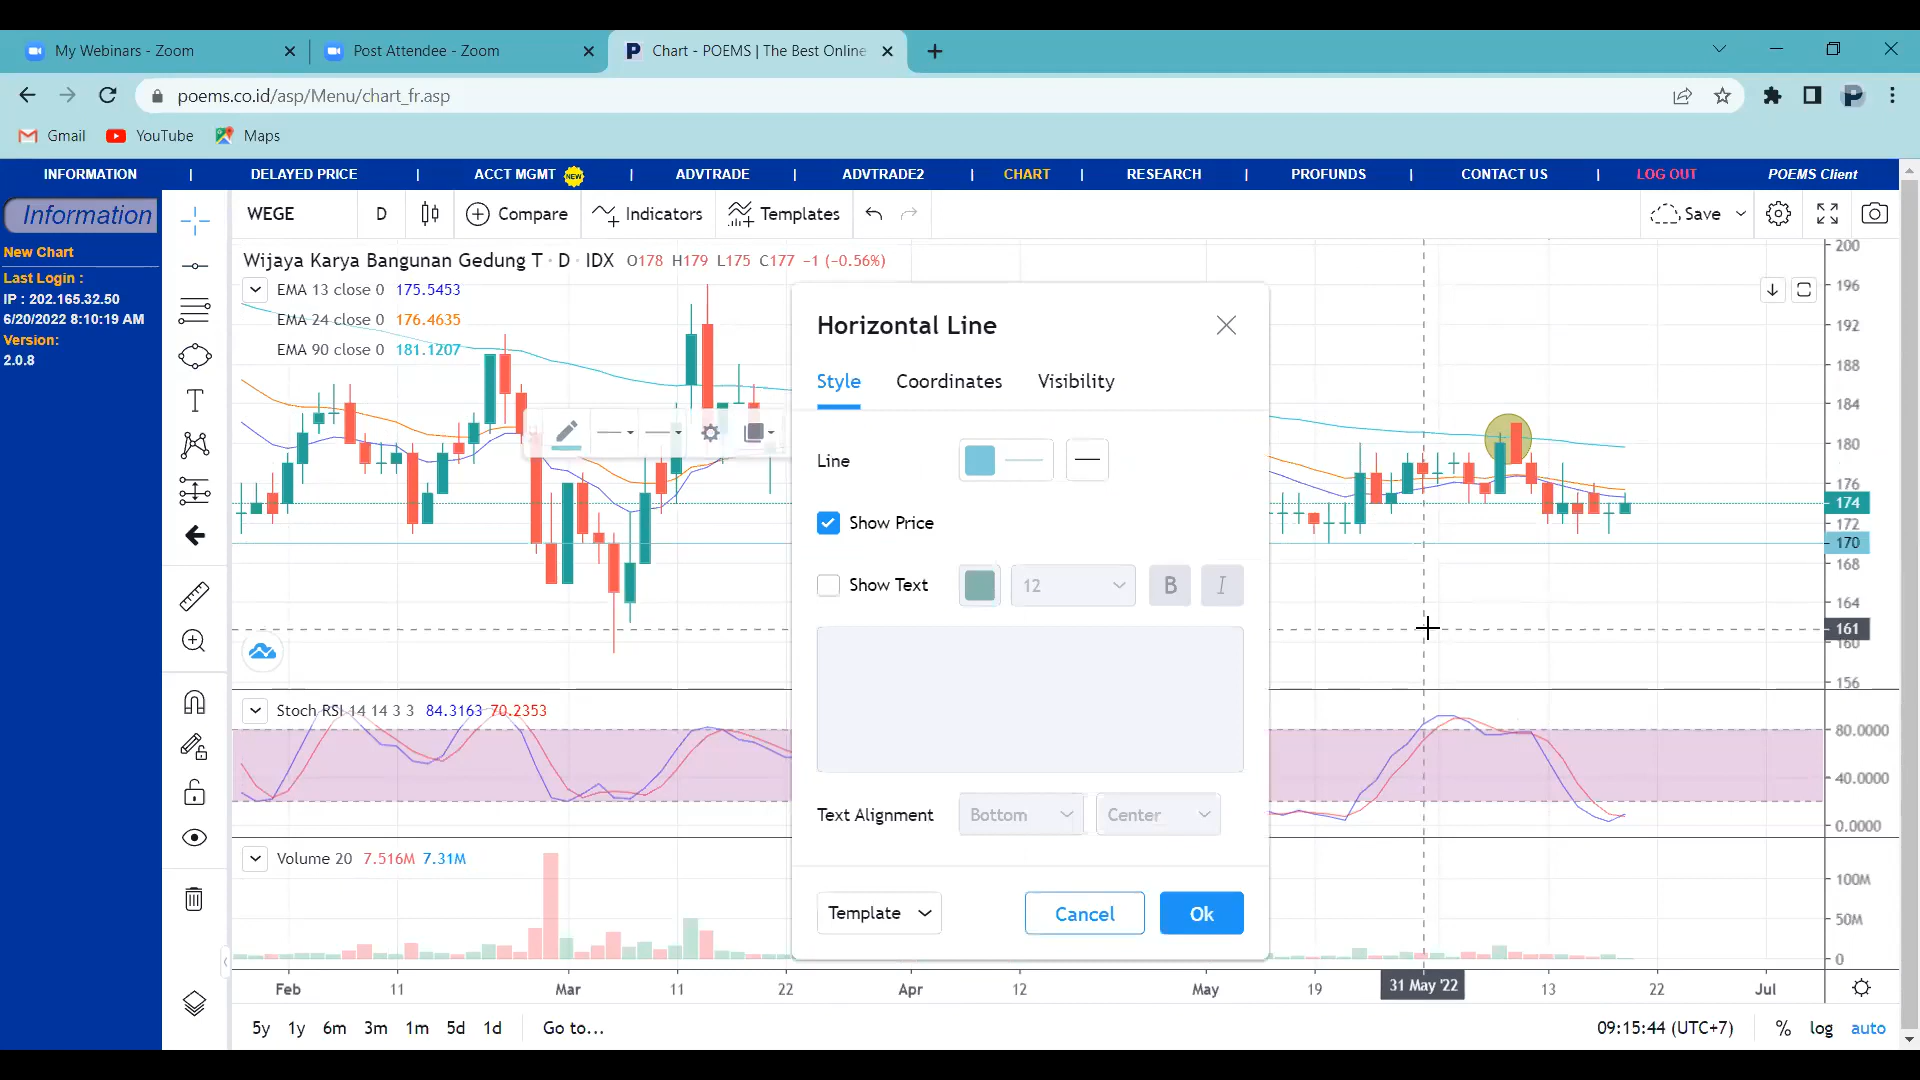 My Webinars - Zoom
Post Attendee - Zoom
P Chart - POEMS | The Best Online
poems.co.id/asp/Menu/chart_fr.asp
Gmail YouTube Maps
INFORMATION | DELAYED PRICE | ACCT MGMT NEW | ADVTRADE | ADVTRADE2 | CHART | RESEARCH | PROFUNDS | CONTACT US | LOG OUT POEMS Client
Information
New Chart
Last Login :
IP : 202.165.32.50
6/20/2022 8:10:19 AM
Version:
2.0.8
WEGE D Compare Indicators Templates Save
Wijaya Karya Bangunan Gedung T · D · IDX O178 H179 L175 C177 −1 (−0.56%)
EMA 13 close 0 175.5453
EMA 24 close 0 176.4635
EMA 90 close 0 181.1207
Horizontal Line
Style Coordinates Visibility
Line
Show Price
Show Text 12 B I
Text Alignment Bottom Center
Template Cancel Ok
200
196
192
188
184
180
176
174
172
170
168
164
161
160
156
Stoch RSI 14 14 3 3 84.3163 70.2353
80.0000
40.0000
0.0000
Volume 20 7.516M 7.31M
100M
50M
0
Feb 11 Mar 11 22 Apr 12 May 19 31 May '22 13 22 Jul
5y 1y 6m 3m 1m 5d 1d Go to... 09:15:44 (UTC+7) % log auto